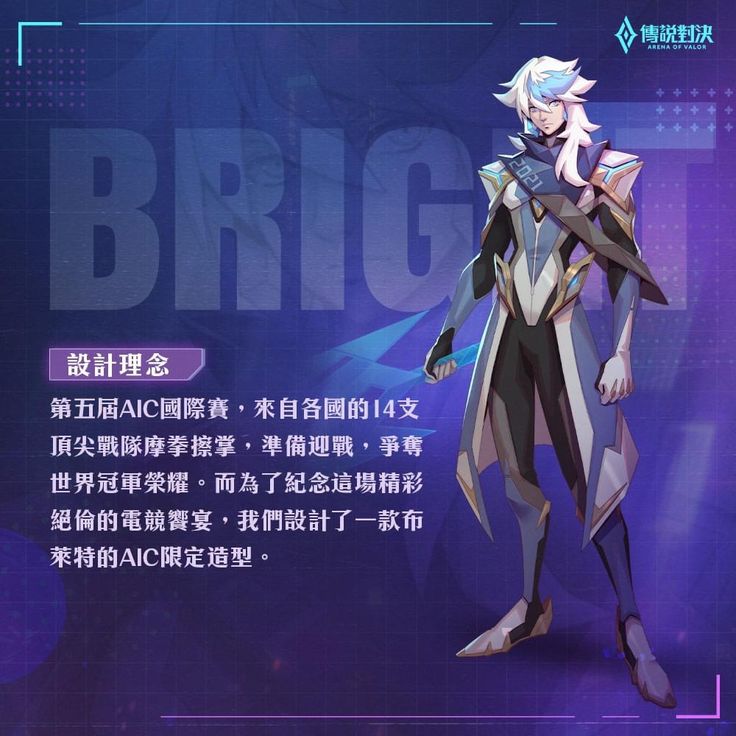 傳說對決
ARENA OF VALOR
BRIGHT
2021
設計理念
第五屆AIC國際賽，來自各國的14支
頂尖戰隊摩拳擦掌，準備迎戰，爭奪
世界冠軍榮耀。而為了紀念這場精彩
絕倫的電競饗宴，我們設計了一款布
萊特的AIC限定造型。